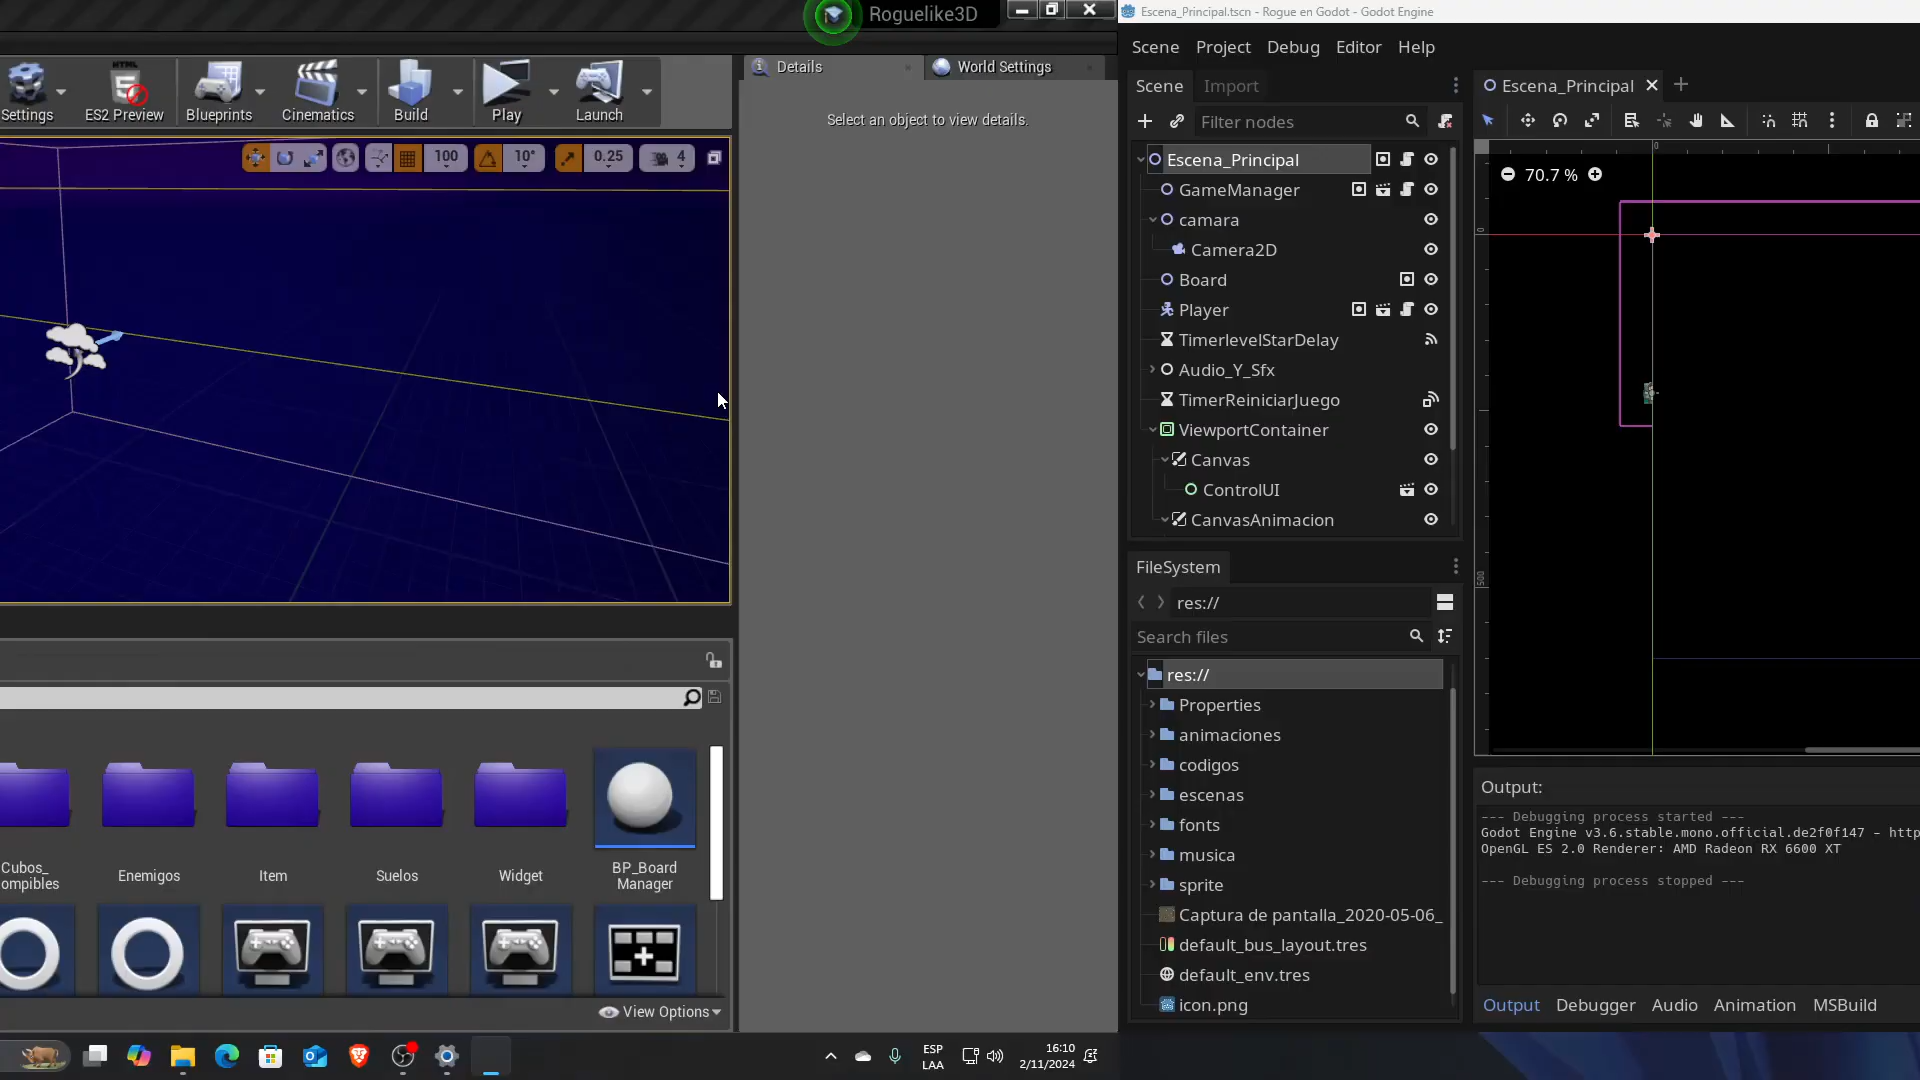 Roguelike3D
Settings
HTML
ES2 Preview
Blueprints
Cinematics
Build
Play
Launch
100
10°
0.25
4
Details
World Settings
Select an object to view details.
Cubos_
ompibles
Enemigos
Item
Suelos
Widget
BP_Board
Manager
View Options
ESP
LAA
16:10
2/11/2024
Escena_Principal.tscn - Rogue en Godot - Godot Engine
Scene
Project
Debug
Editor
Help
Scene
Import
Filter nodes
Escena_Principal
GameManager
camara
Camera2D
Board
Player
TimerlevelStarDelay
Audio_Y_Sfx
TimerReiniciarJuego
ViewportContainer
Canvas
ControlUI
CanvasAnimacion
FileSystem
res://
Search files
res://
Properties
animaciones
codigos
escenas
fonts
musica
sprite
Captura de pantalla_2020-05-06_
default_bus_layout.tres
default_env.tres
icon.png
Escena_Principal
0
70.7 %
0
500
Output:
--- Debugging process started ---
Godot Engine v3.6.stable.mono.official.de2f0f147 - http
OpenGL ES 2.0 Renderer: AMD Radeon RX 6600 XT
--- Debugging process stopped ---
Output
Debugger
Audio
Animation
MSBuild